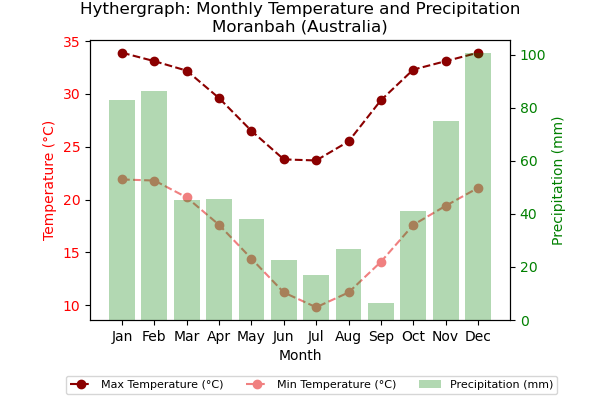 Hythergraph: Monthly Temperature and Precipitation
Moranbah (Australia)
Temperature (°C)
35
30
25
20
15
10
Precipitation (mm)
100
80
60
40
20
0
Jan Feb Mar Apr May Jun Jul Aug Sep Oct Nov Dec
Month
Max Temperature (°C) Min Temperature (°C) Precipitation (mm)